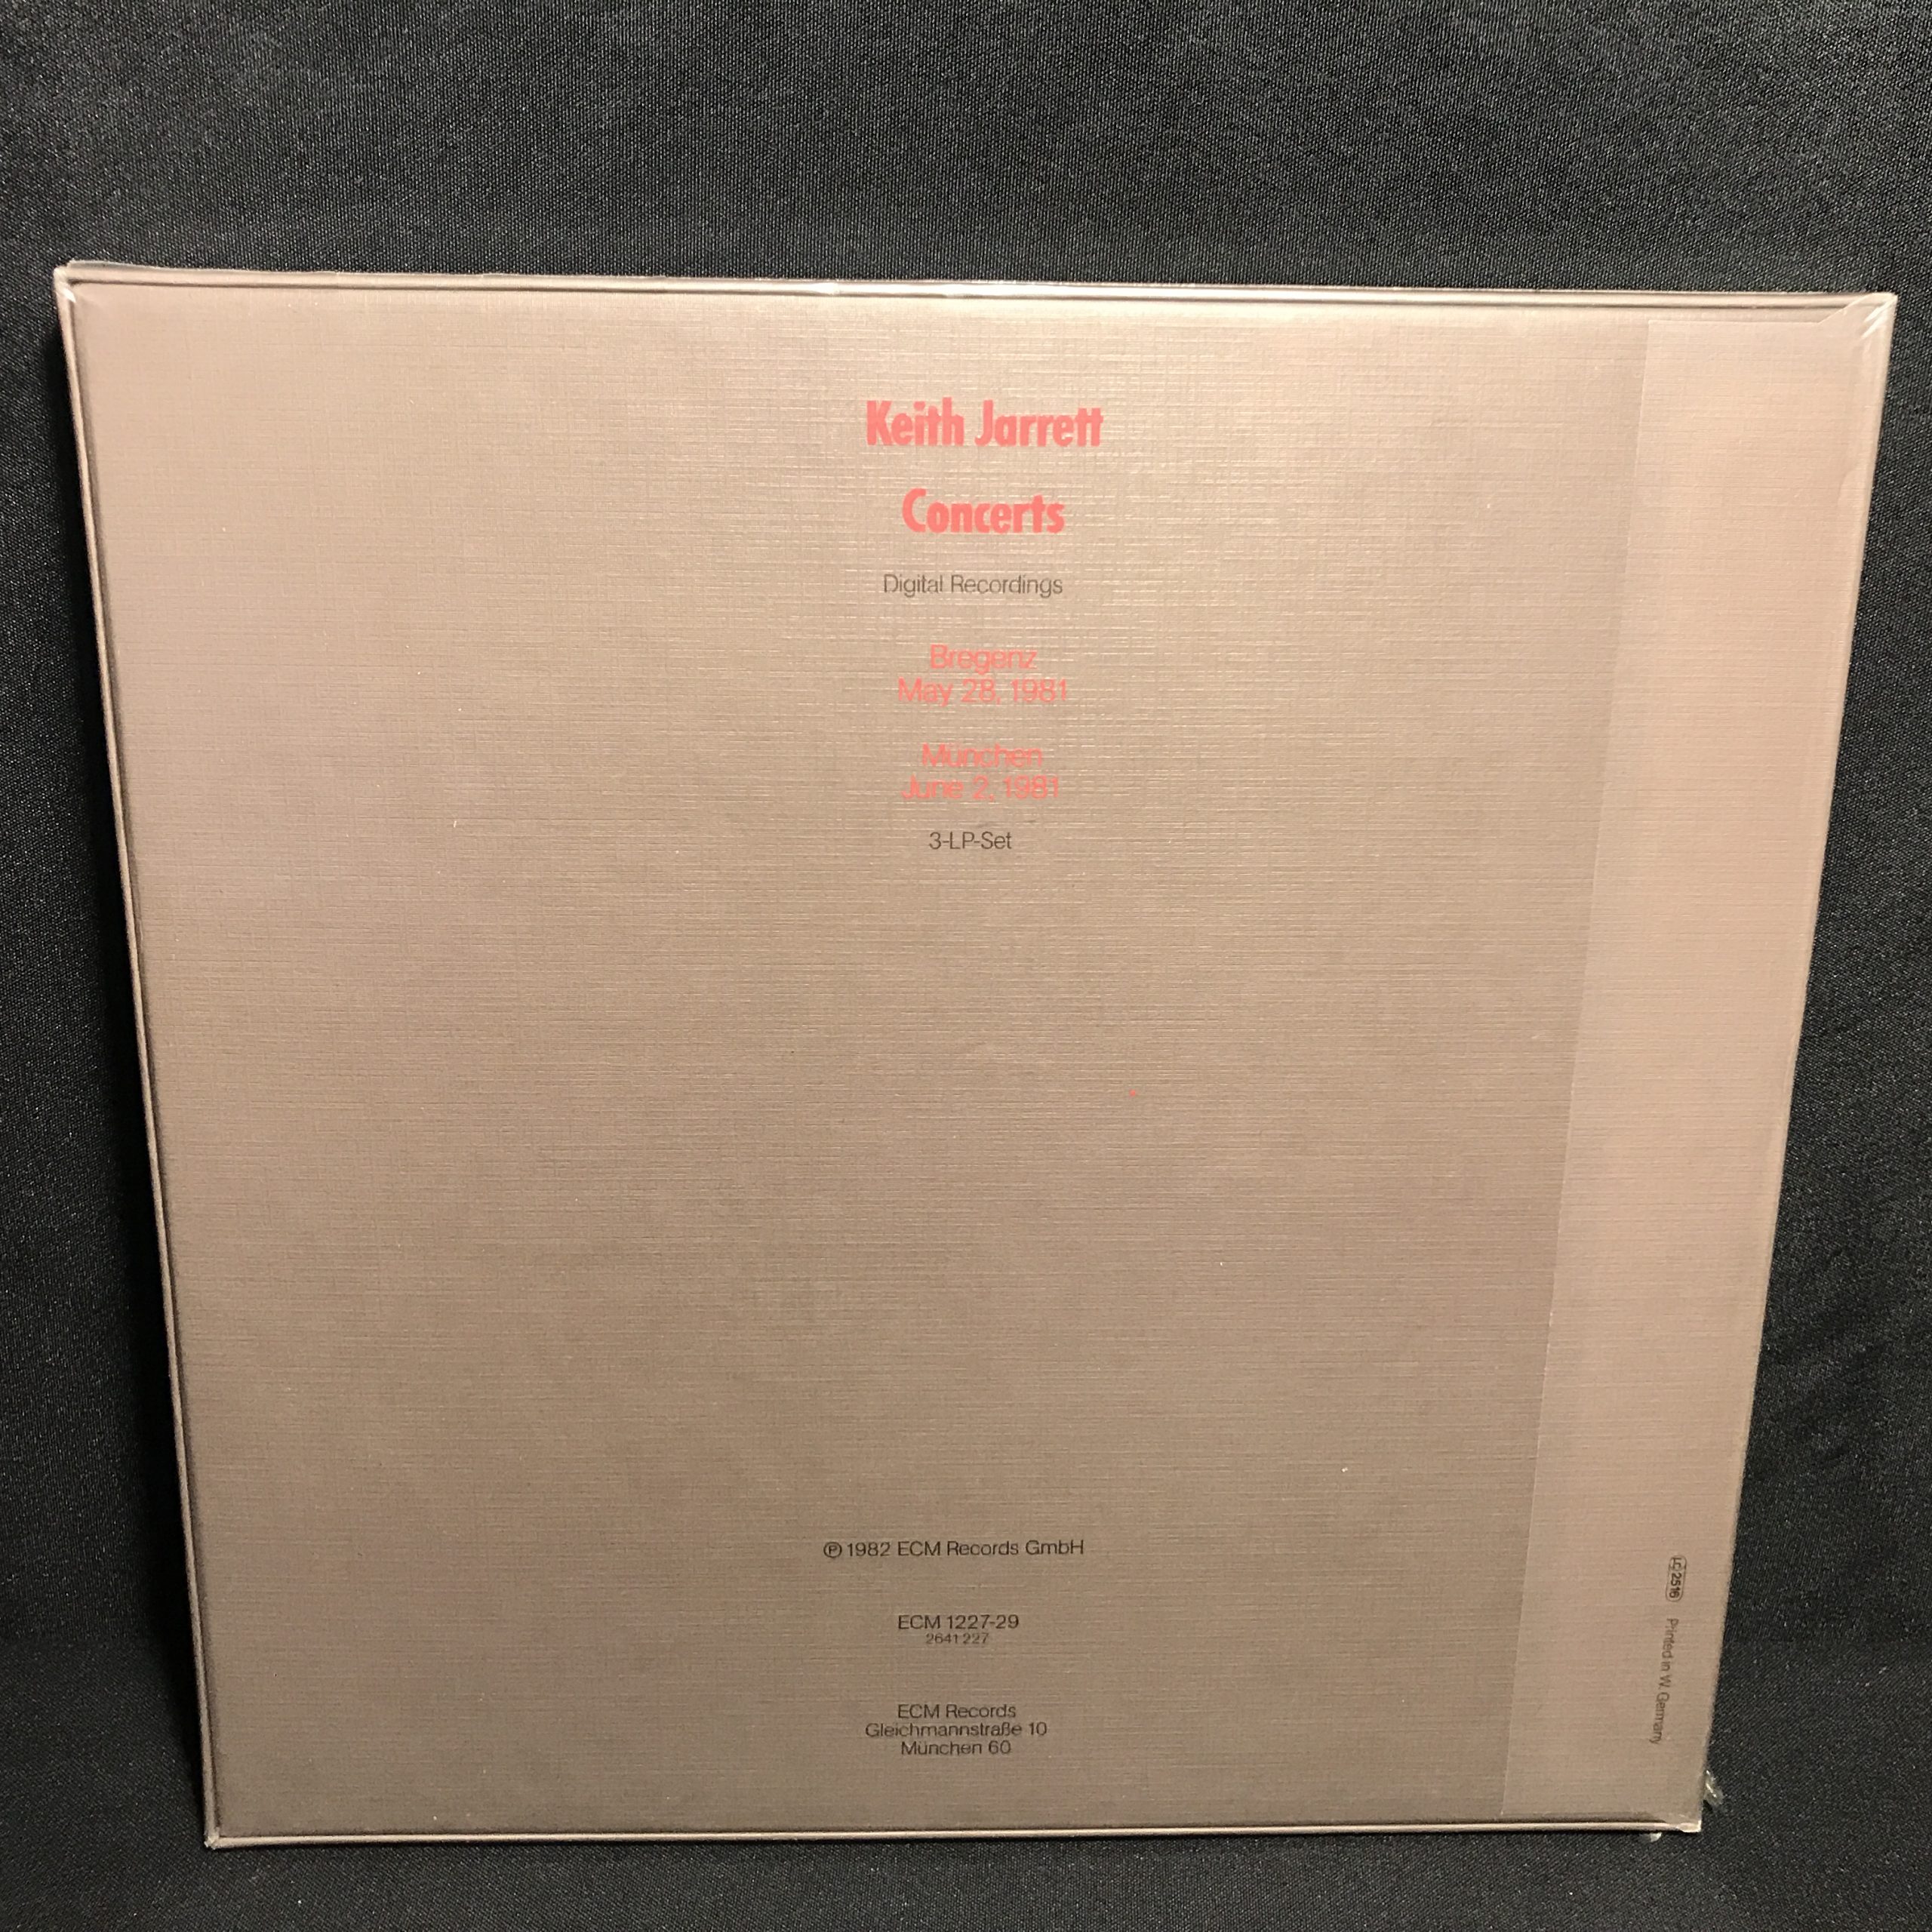 Keith Jarrett
Concerts
Digital Recordings
Bregenz
May 28, 1981
München
June 2, 1981
3-LP-Set
℗ 1982 ECM Records GmbH
ECM 1227-29
2641 227
ECM Records
Gleichmannstraße 10
München 60
LC 2516 Printed in W. Germany